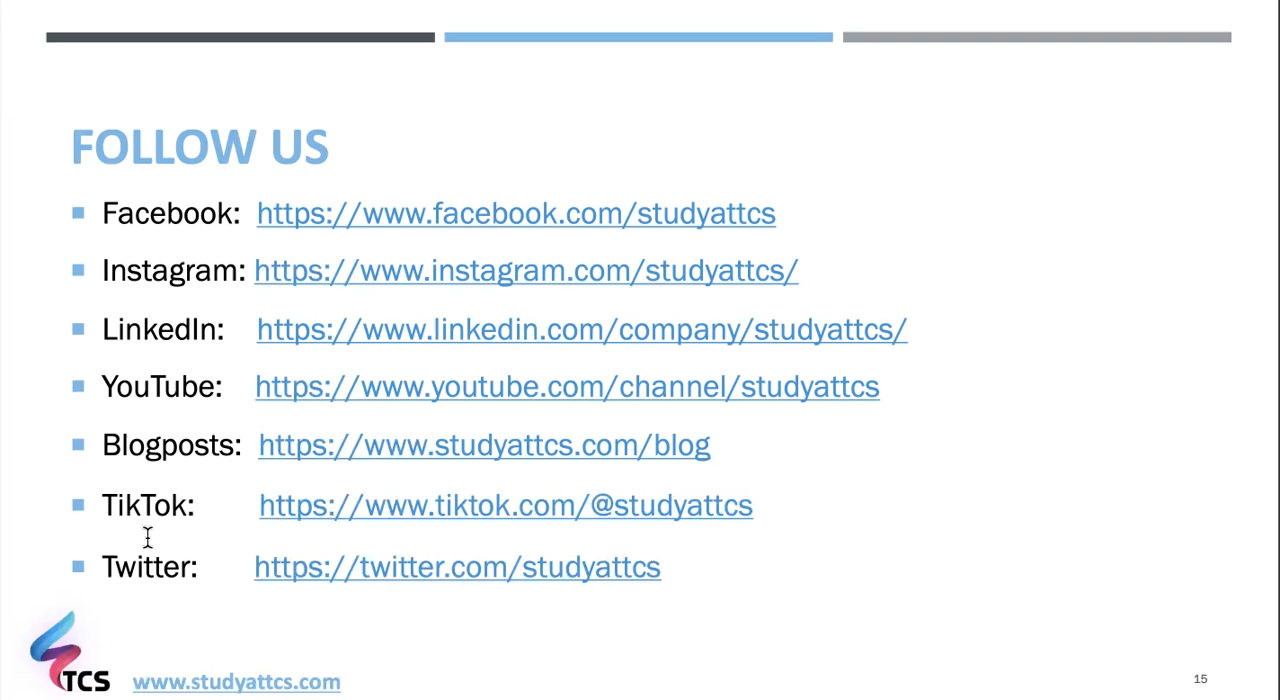 FOLLOW US
Facebook: https://www.facebook.com/studyattcs
Instagram: https://www.instagram.com/studyattcs/
LinkedIn: https://www.linkedin.com/company/studyattcs/
YouTube: https://www.youtube.com/channel/studyattcs
Blogposts: https://www.studyattcs.com/blog
TikTok: https://www.tiktok.com/@studyattcs
Twitter: https://twitter.com/studyattcs
TCS www.studyattcs.com
15